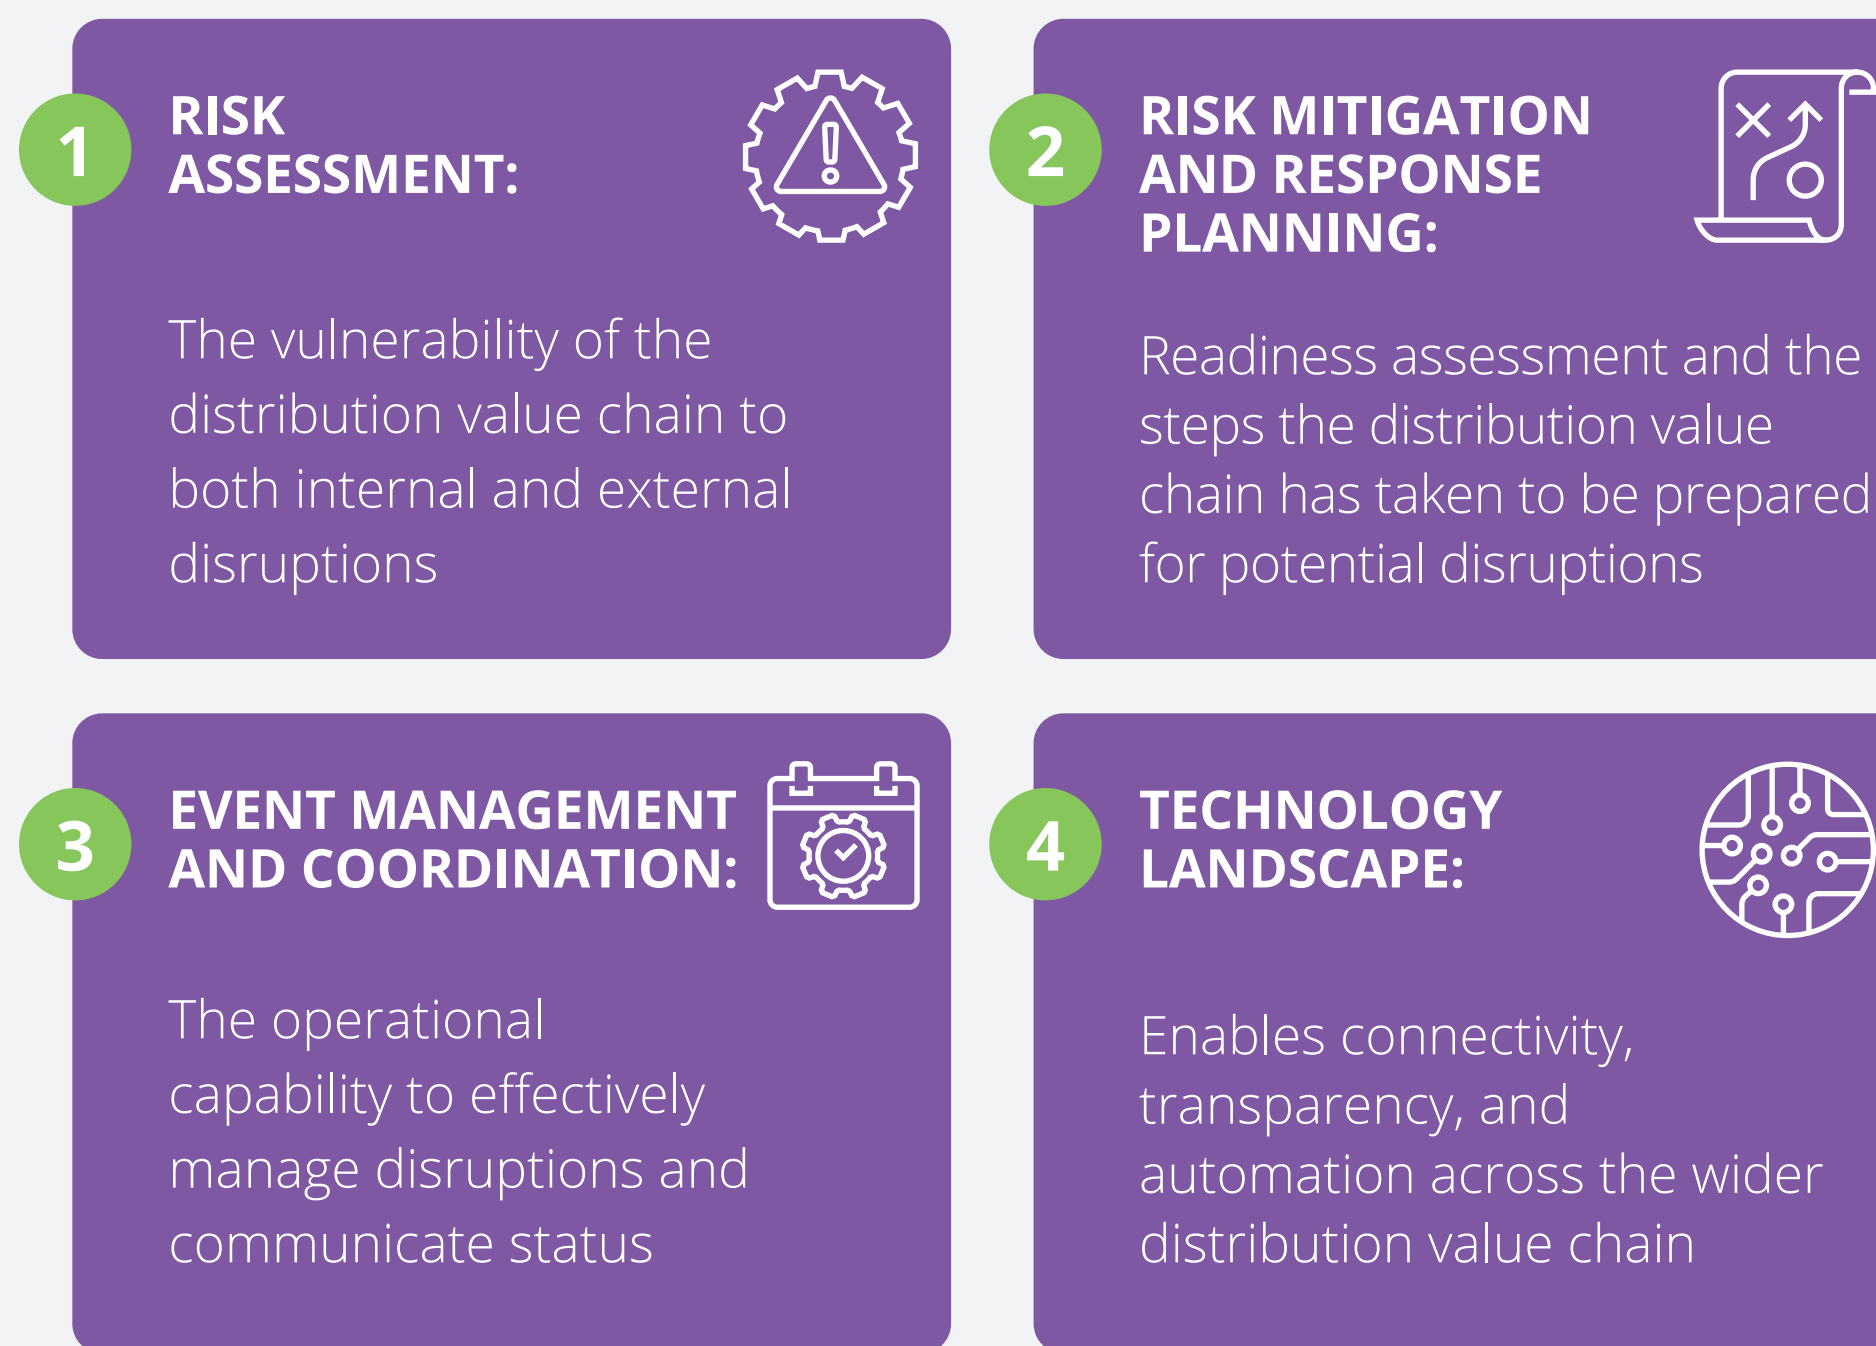 1
RISK
ASSESSMENT:
The vulnerability of the
distribution value chain to
both internal and external
disruptions
2
RISK MITIGATION
AND RESPONSE
PLANNING:
Readiness assessment and the
steps the distribution value
chain has taken to be prepared
for potential disruptions
3
EVENT MANAGEMENT
AND COORDINATION:
The operational
capability to effectively
manage disruptions and
communicate status
4
TECHNOLOGY
LANDSCAPE:
Enables connectivity,
transparency, and
automation across the wider
distribution value chain